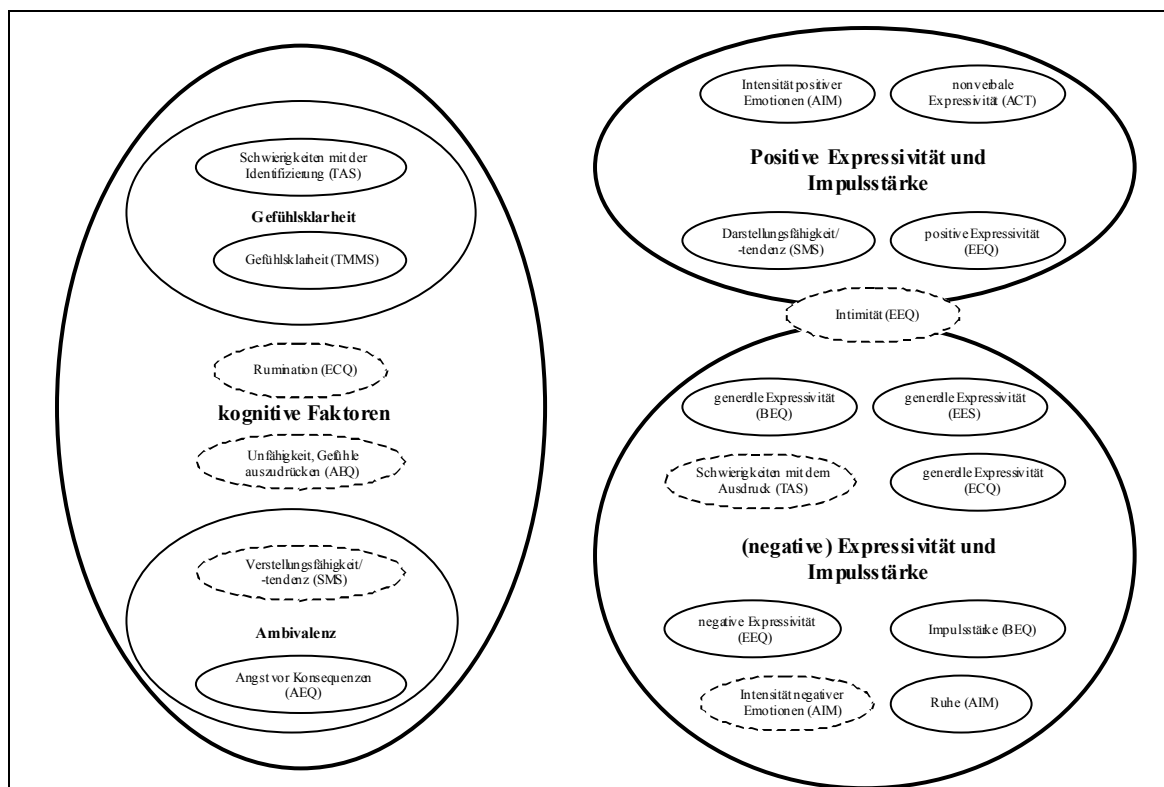 Schwierigkeiten mit der
Identifizierung (TAS)
Gefühlsklarheit
Gefühlsklarheit (TMMS)
Rumination (ECQ)
kognitive Faktoren
Unfähigkeit, Gefühle
auszudrücken (AEQ)
Verstellungsfähigkeit/
-tendenz (SMS)
Ambivalenz
Angst vor Konsequenzen
(AEQ)
Intensität positiver
Emotionen (AIM)
nonverbale
Expressivität (ACT)
Positive Expressivität und
Impulsstärke
Darstellungsfähigkeit/
-tendenz (SMS)
positive Expressivität
(EEQ)
Intimität (EEQ)
generelle Expressivität
(BEQ)
generelle Expressivität
(EES)
Schwierigkeiten mit dem
Ausdruck (TAS)
generelle Expressivität
(ECQ)
(negative) Expressivität und
Impulsstärke
negative Expressivität
(EEQ)
Impulsstärke (BEQ)
Intensität negativer
Emotionen (AIM)
Ruhe (AIM)